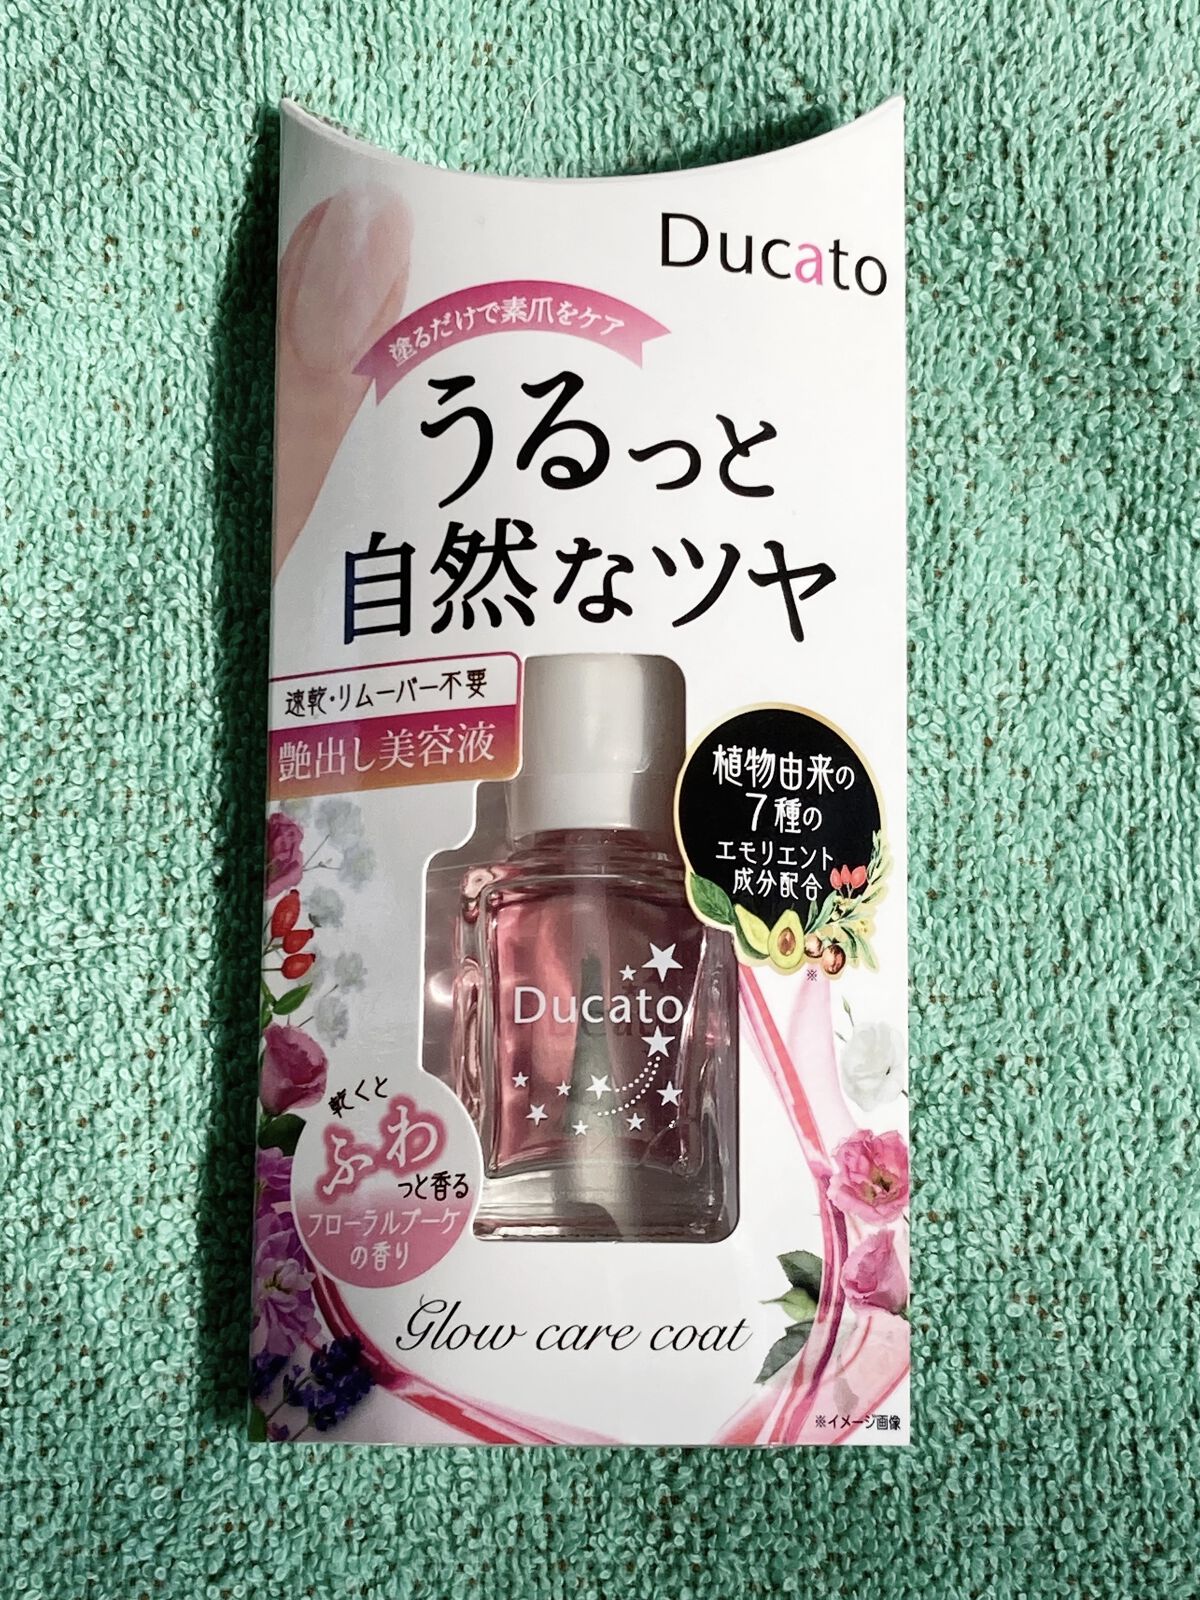 Ducato
塗るだけで素爪をケア
うるっと
自然なツヤ
速乾・リムーバー不要
艶出し美容液
植物由来の
7種の
エモリエント
成分配合
※
Ducato
乾くと
ふわ
っと香る
フローラルブーケ
の香り
Glow care coat
※イメージ画像